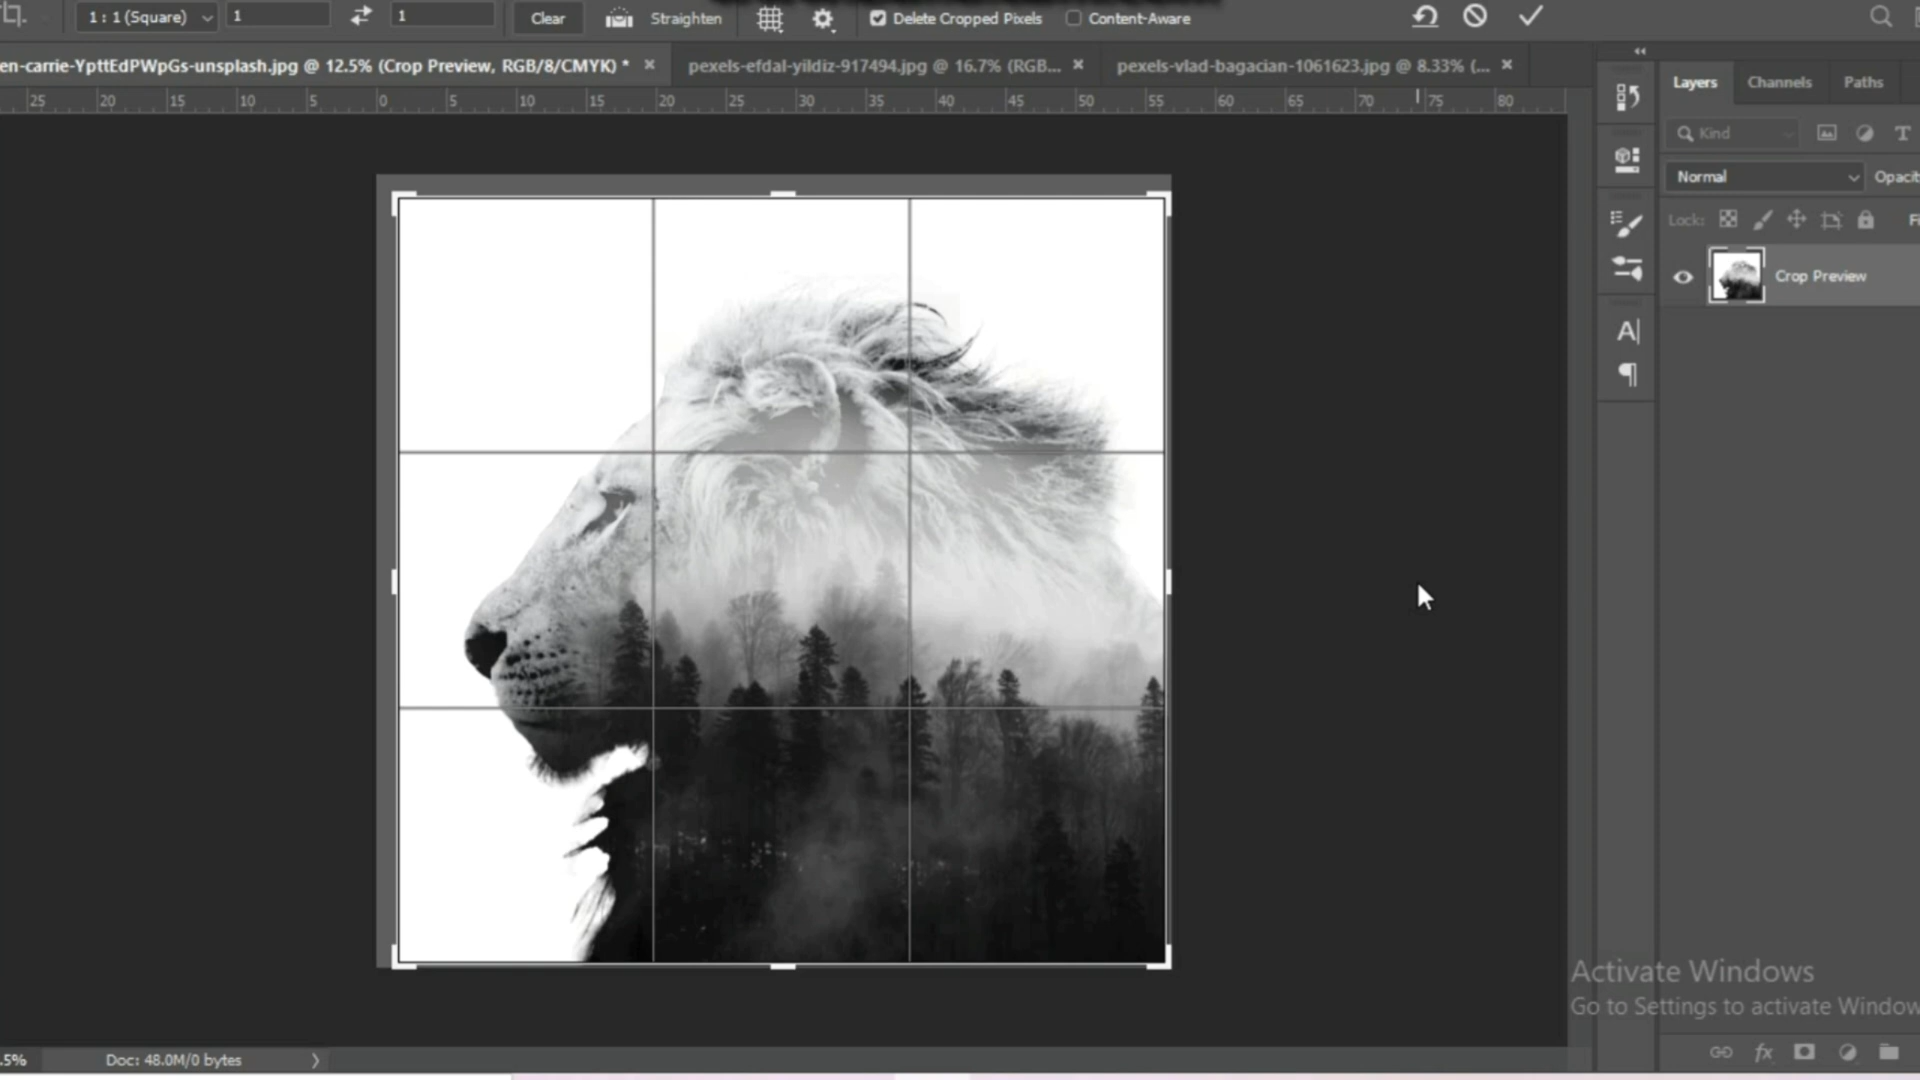 1 : 1 (Square) 1 1 Clear Straighten Delete Cropped Pixels Content-Aware
en-carrie-YpttEdPWpGs-unsplash.jpg @ 12.5% (Crop Preview, RGB/8/CMYK) * × pexels-efdal-yildiz-917494.jpg @ 16.7% (RGB... × pexels-vlad-bagacian-1061623.jpg @ 8.33% (... ×
25 20 15 10 5 0 5 10 15 20 25 30 35 40 45 50 55 60 65 70 75 80
Layers Channels Paths
Kind
Normal Opacit
Lock: Fi
Crop Preview
Activate Windows
Go to Settings to activate Window
.5% Doc: 48.0M/0 bytes
fx